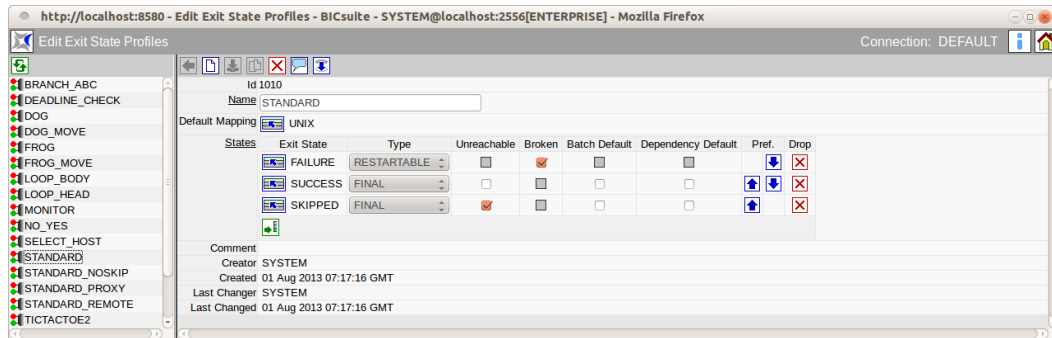 http://localhost:8580 - Edit Exit State Profiles - BICsuite - SYSTEM@localhost:2556[ENTERPRISE] - Mozilla Firefox
Edit Exit State Profiles
Connection: DEFAULT
BRANCH_ABC
DEADLINE_CHECK
DOG
DOG_MOVE
FROG
FROG_MOVE
LOOP_BODY
LOOP_HEAD
MONITOR
NO_YES
SELECT_HOST
STANDARD
STANDARD_NOSKIP
STANDARD_PROXY
STANDARD_REMOTE
TICTACTOE2
Id 1010
Name STANDARD
Default Mapping UNIX
States Exit State Type Unreachable Broken Batch Default Dependency Default Pref. Drop
FAILURE RESTARTABLE
SUCCESS FINAL
SKIPPED FINAL
Comment
Creator SYSTEM
Created 01 Aug 2013 07:17:16 GMT
Last Changer SYSTEM
Last Changed 01 Aug 2013 07:17:16 GMT